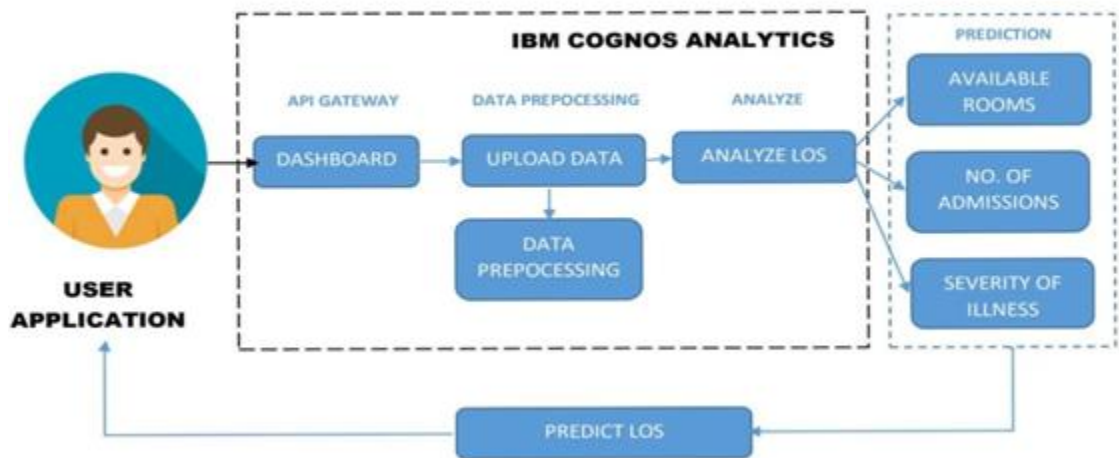 IBM COGNOS ANALYTICS
PREDICTION
API GATEWAY
DATA PREPOCESSING
ANALYZE
DASHBOARD
UPLOAD DATA
ANALYZE LOS
AVAILABLE
ROOMS
NO. OF
ADMISSIONS
DATA
PREPOCESSING
SEVERITY OF
ILLNESS
USER
APPLICATION
PREDICT LOS